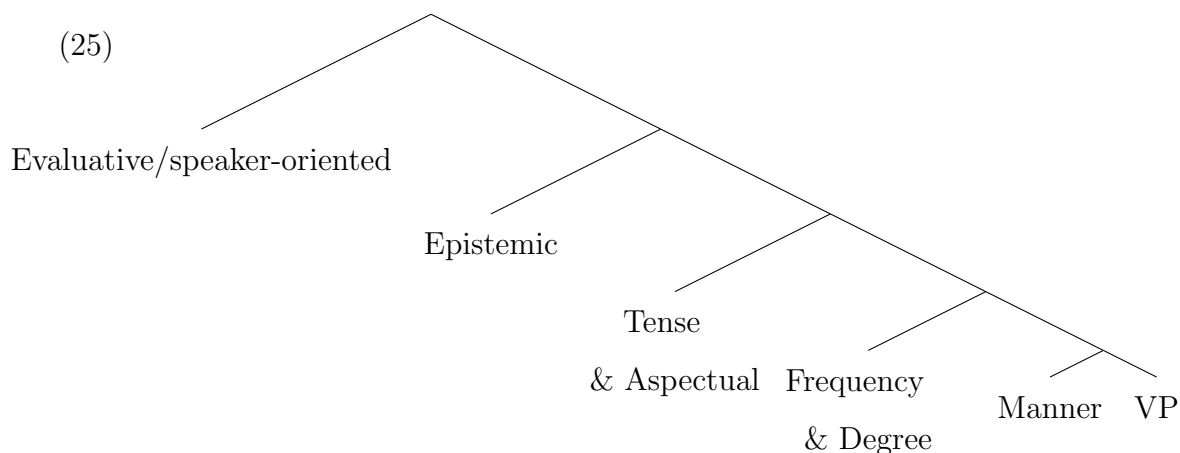 (25)
Evaluative/speaker-oriented
Epistemic
Tense
& Aspectual
Frequency
& Degree
Manner
VP